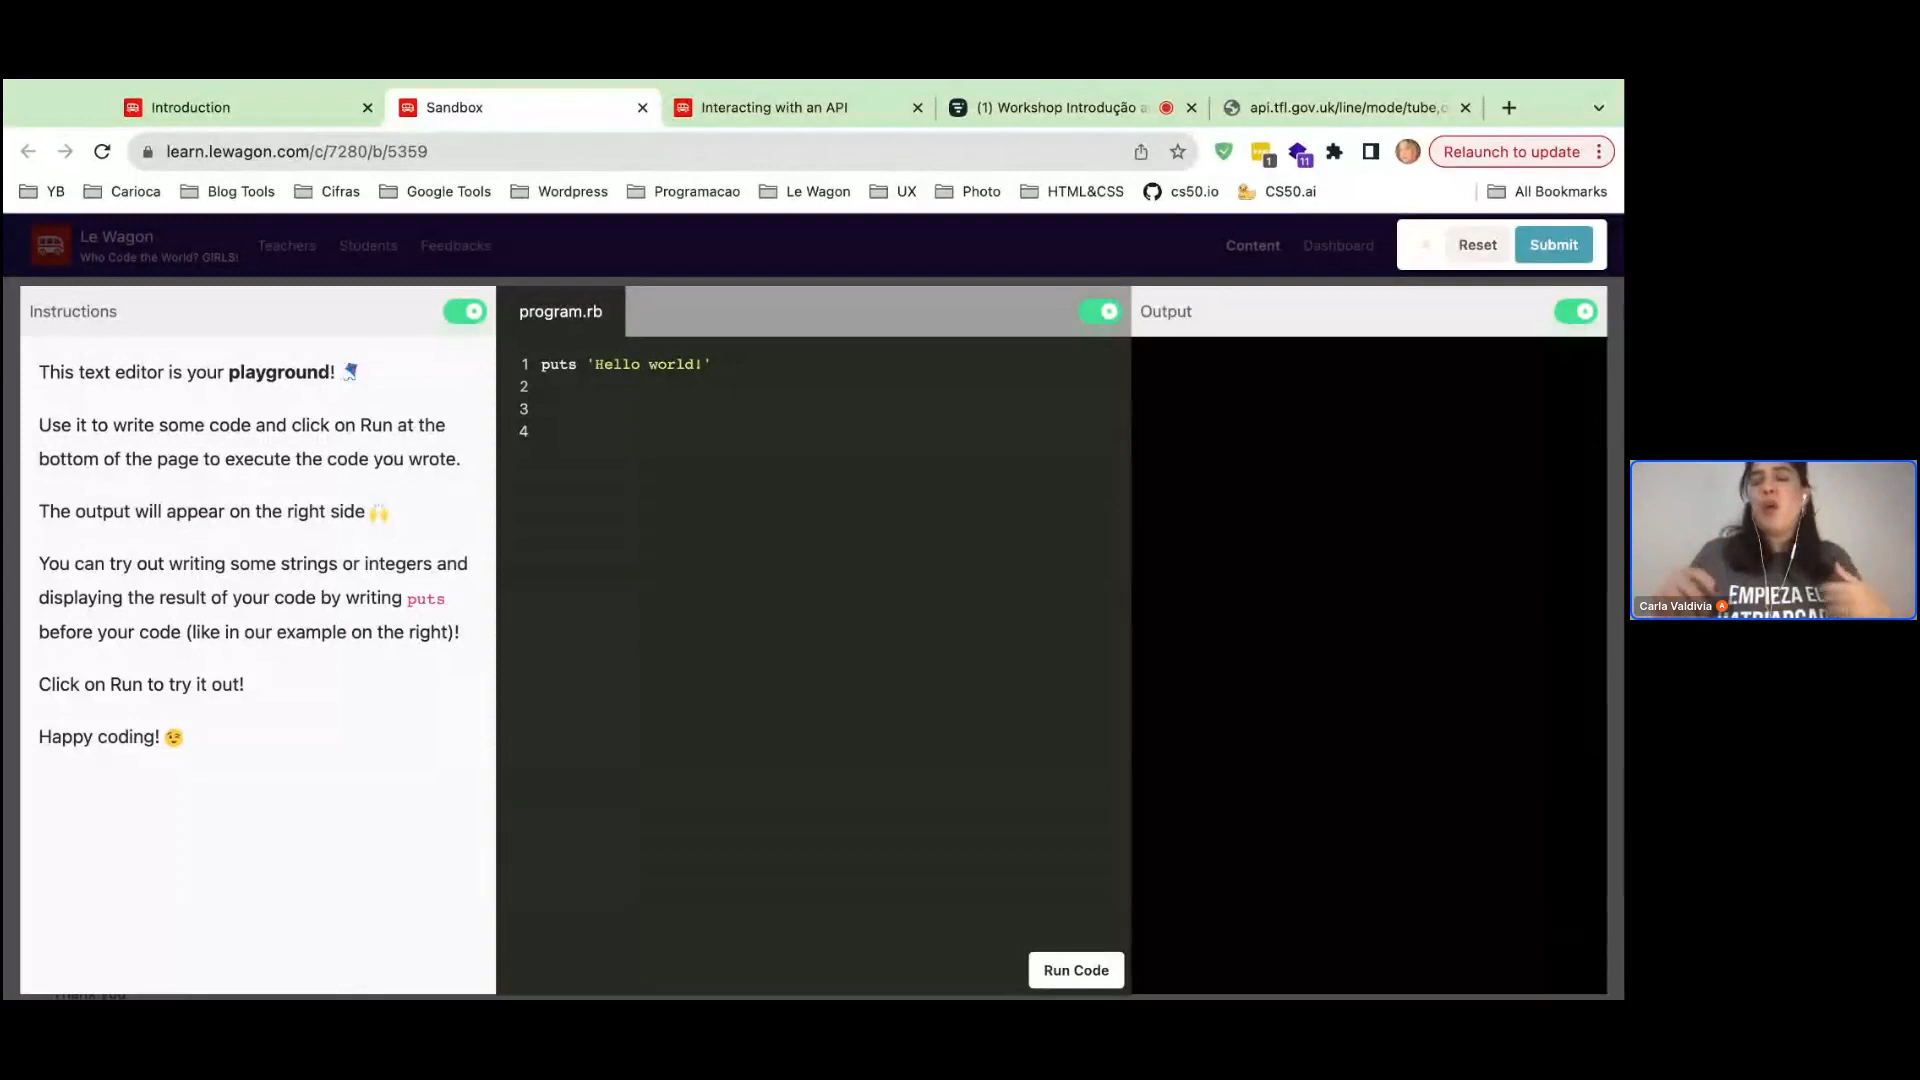 Introduction
Sandbox
Interacting with an API
(1) Workshop Introdução a
api.tfl.gov.uk/line/mode/tube,
learn.lewagon.com/c/7280/b/5359
1
11
Relaunch to update
YB
Carioca
Blog Tools
Cifras
Google Tools
Wordpress
Programacao
Le Wagon
UX
Photo
HTML&CSS
cs50.io
CS50.ai
All Bookmarks
Le Wagon
Who Code the World? GIRLS!
Teachers
Students
Feedbacks
Content
Dashboard
Reset
Submit
Instructions
program.rb
Output
This text editor is your playground!
Use it to write some code and click on Run at the
bottom of the page to execute the code you wrote.
The output will appear on the right side
You can try out writing some strings or integers and
displaying the result of your code by writing puts
before your code (like in our example on the right)!
Click on Run to try it out!
Happy coding!
1 puts 'Hello world!'
2
3
4
Run Code
Thank you
EMPIEZA EL
Carla Valdivia